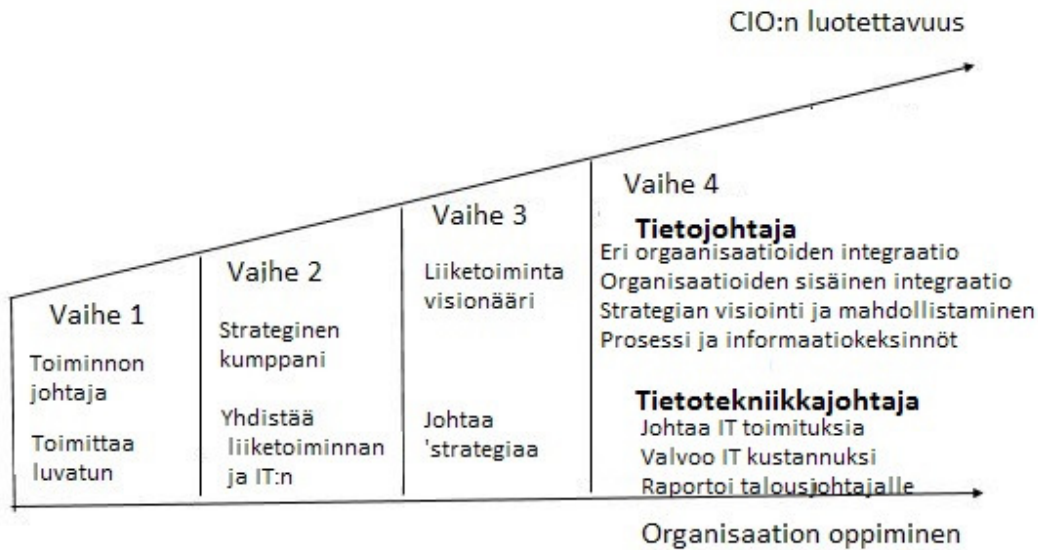 CIO:n luotettavuus
Vaihe 1
Toiminnon
johtaja
Toimittaa
luvatun
Vaihe 2
Strateginen
kumppani
Yhdistää
liiketoiminnan
ja IT:n
Vaihe 3
Liiketoiminta
visionääri
Johtaa
'strategiaa
Vaihe 4
Tietojohtaja
Eri orgaanisaatioiden integraatio
Organisaatioiden sisäinen integraatio
Strategian visiointi ja mahdollistaminen
Prosessi ja informaatiokeksinnöt
Tietotekniikkajohtaja
Johtaa IT toimituksia
Valvoo IT kustannuksi
Raportoi talousjohtajalle
Organisaation oppiminen